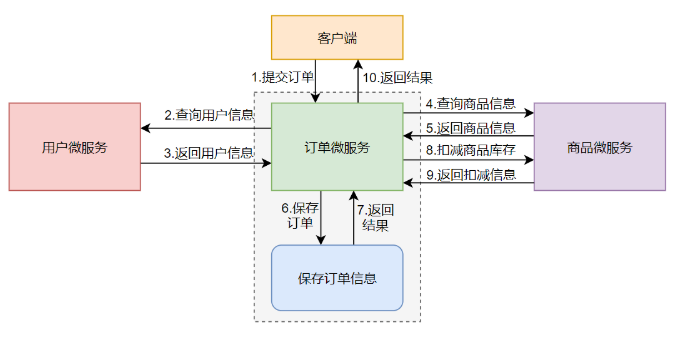 客户端
1.提交订单
10.返回结果
2.查询用户信息
4.查询商品信息
5.返回商品信息
用户微服务
订单微服务
商品微服务
3.返回用户信息
8.扣减商品库存
9.返回扣减信息
6.保存
订单
7.返回
结果
保存订单信息